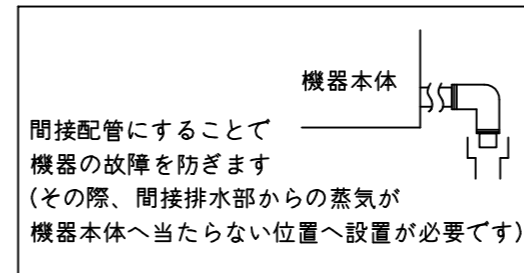 機器本体
間接配管にすることで
機器の故障を防ぎます
(その際、間接排水部からの蒸気が
機器本体へ当たらない位置へ設置が必要です)